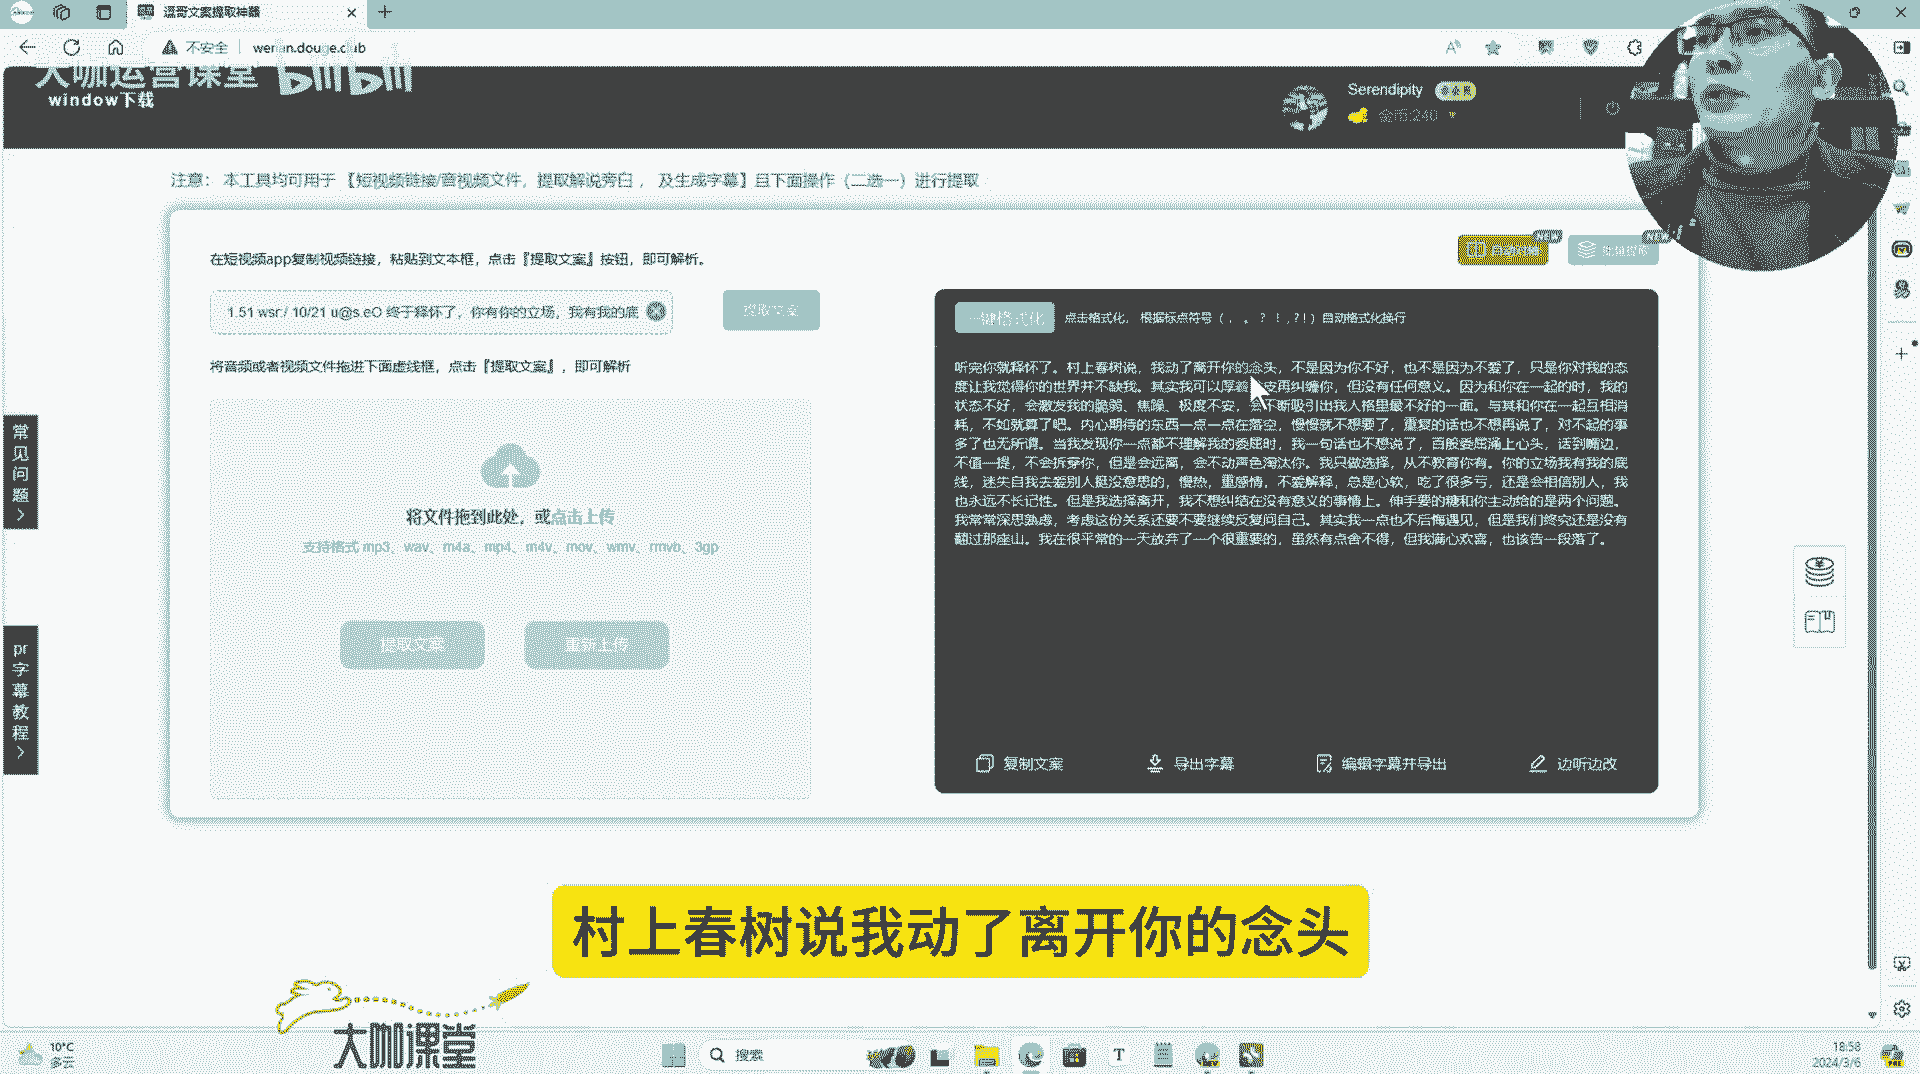 逗哥文案提取神器
不安全
wenan.douge.club
大咖运营课堂
bilibili
window下载
Serendipity
金币:240
注意： 本工具均可用于 【短视频链接/音视频文件，提取解说旁白 ， 及生成字幕】且下面操作（二选一）进行提取
在短视频app复制视频链接，粘贴到文本框，点击『提取文案』按钮，即可解析。
NEW
NEW
1.51 wsr:/ 10/21 u@s.eO 终于释怀了，你有你的立场，我有我的底
提取文案
一键格式化
点击格式化， 根据标点符号（ ， 。 ？ ！ , ? ! ）自动格式化换行
将音频或者视频文件拖进下面虚线框，点击『提取文案』，即可解析
听完你就释怀了。村上春树说，我动了离开你的念头，不是因为你不好，也不是因为不爱了，只是你对我的态
度让我觉得你的世界并不缺我。其实我可以厚着 皮再纠缠你，但没有任何意义。因为和你在一起的时，我的
状态不好，会激发我的脆弱、焦躁、极度不安，会不断吸引出我人格里最不好的一面。与其和你在一起互相消
耗，不如就算了吧。内心期待的东西一点一点在落空，慢慢就不想要了，重复的话也不想再说了，对不起的事
多了也无所谓。当我发现你一点都不理解我的委屈时，我一句话也不想说了，百般委屈涌上心头，话到嘴边，
不值一提，不会拆穿你，但是会远离，会不动声色淘汰你。我只做选择，从不教育你有。你的立场我有我的底
线，迷失自我去爱别人挺没意思的，慢热，重感情，不爱解释，总是心软，吃了很多亏，还是会相信别人，我
也永远不长记性。但是我选择离开，我不想纠结在没有意义的事情上。伸手要的糖和你主动给的是两个问题。
我常常深思熟虑，考虑这份关系还要不要继续反复问自己。其实我一点也不后悔遇见，但是我们终究还是没有
翻过那座山。我在很平常的一天放弃了一个很重要的，虽然有点舍不得，但我满心欢喜，也该告一段落了。
常见问题
将文件拖到此处，或点击上传
支持格式 mp3、wav、m4a、mp4、m4v、mov、wmv、rmvb、3gp
提取文案
重新上传
pr字幕教程
复制文案
导出字幕
编辑字幕并导出
边听边改
村上春树说我动了离开你的念头
大咖课堂
10°C
多云
搜索
18:58
2024/3/6